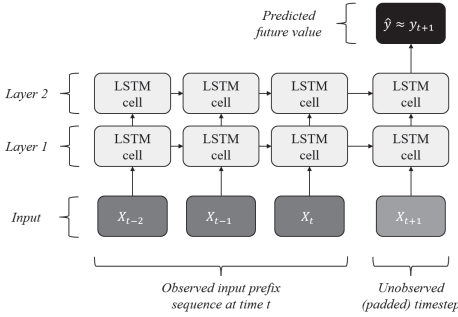 Predicted
future value
ŷ ≈ y_{t+1}
Layer 2
LSTM cell
LSTM cell
LSTM cell
LSTM cell
Layer 1
LSTM cell
LSTM cell
LSTM cell
LSTM cell
Input
X_{t−2}
X_{t−1}
X_t
X_{t+1}
Observed input prefix
sequence at time t
Unobserved
(padded) timestep